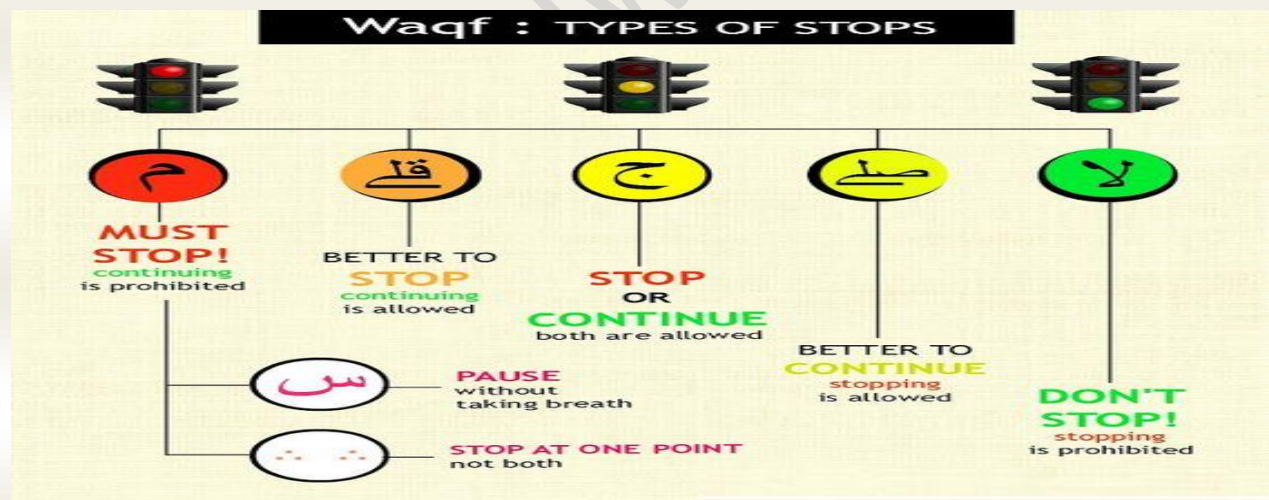 Waqf : TYPES OF STOPS
م
قلے
ج
صلے
لا
MUST
STOP!
continuing
is prohibited
BETTER TO
STOP
continuing
is allowed
STOP
OR
CONTINUE
both are allowed
BETTER TO
CONTINUE
stopping
is allowed
DON'T
STOP!
stopping
is prohibited
س
PAUSE
without
taking breath
∴ ∴
STOP AT ONE POINT
not both